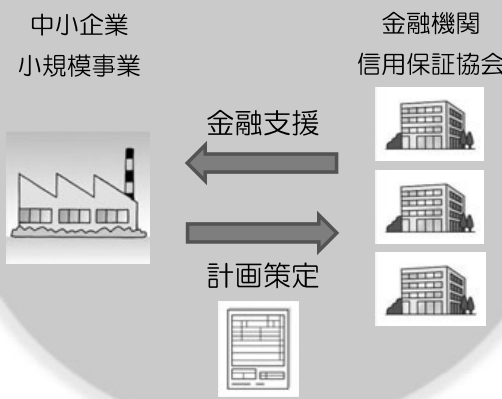 中小企業
小規模事業
金融機関
信用保証協会
金融支援
計画策定